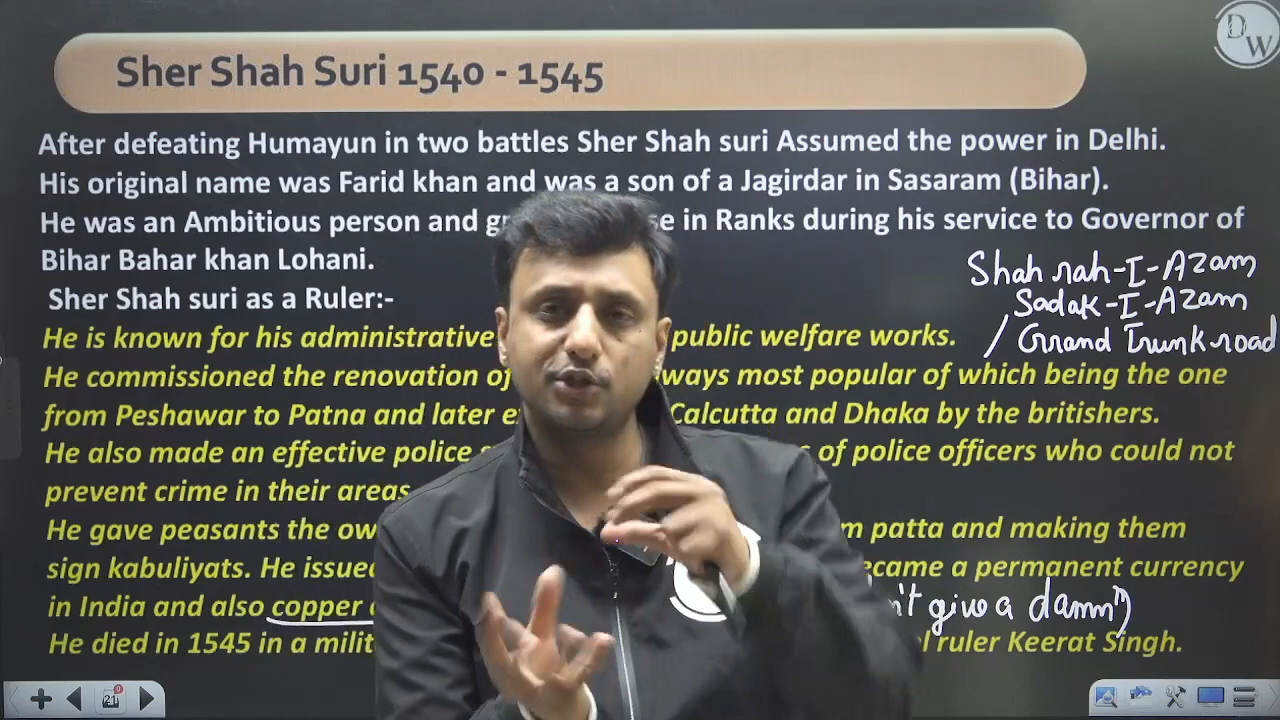 D W
Sher Shah Suri 1540 - 1545
After defeating Humayun in two battles Sher Shah suri Assumed the power in Delhi.
His original name was Farid khan and was a son of a Jagirdar in Sasaram (Bihar).
He was an Ambitious person and in Ranks during his service to Governor of
Bihar Bahar khan Lohani.
Shah rah-I-Azam
Sher Shah suri as a Ruler:-
Sadak-I-Azam
He is known for his administrative public welfare works.
/ Grand Trunk road
He commissioned the renovation of most popular of which being the one
from Peshawar to Patna and later Calcutta and Dhaka by the britishers.
He also made an effective police of police officers who could not
prevent crime in their areas
He gave peasants the patta and making them
sign kabuliyats. He issued became a permanent currency
in India and also copper give a damn")
He died in 1545 in a ruler Keerat Singh.
21